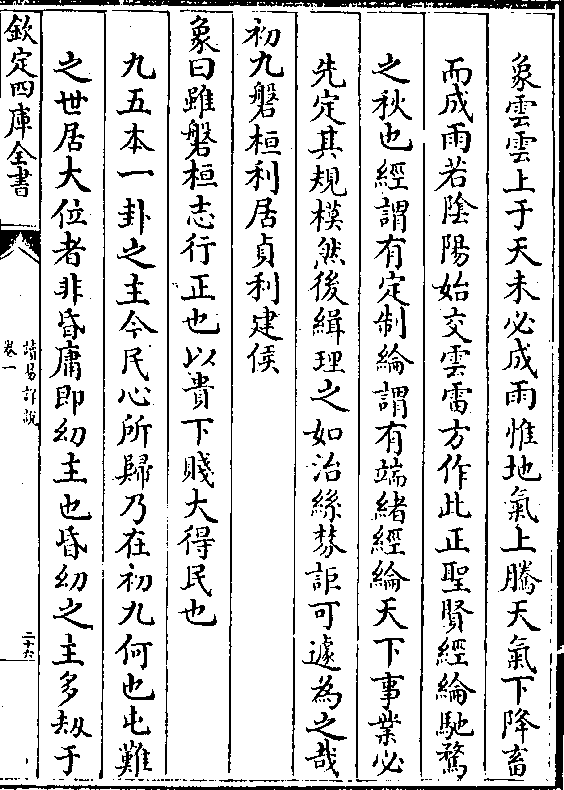 象雲雲上于天未必成雨惟地氣上騰天氣下降畜
而成雨若陰陽始交雲雷方作此正聖賢經綸馳騖
之秋也經謂有定制綸謂有端緒經綸天下事業必
先定其規模然後緝理之如治絲棼詎可遽為之哉
初九磐桓利居貞利建侯
象曰雖磐桓志行正也以貴下賤大得民也
九五本一卦之主今民心所歸乃在初九何也屯難
之世居大位者非昏庸即幼主也昏幼之主多刼于
欽定四庫全書
讀易詳說
卷一
二十六